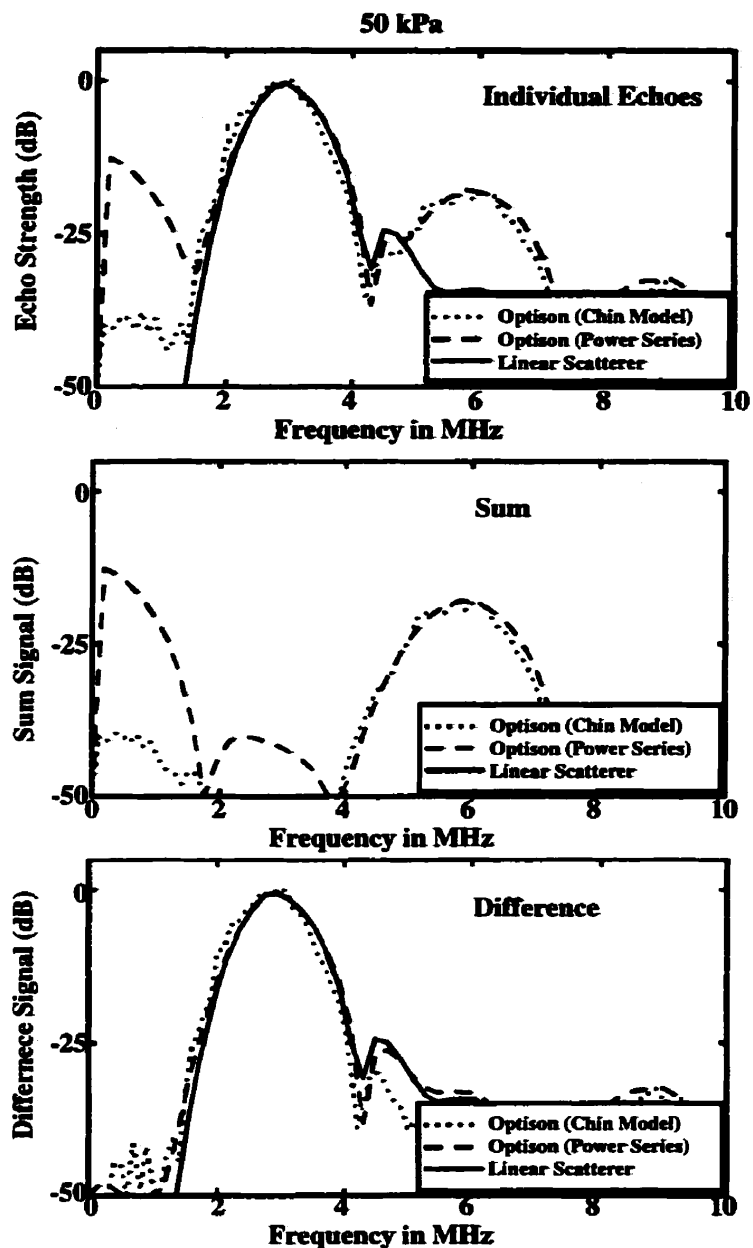 50 kPa
Individual Echoes
Echo Strength (dB)
0
-25
-50
Optison (Chin Model)
Optison (Power Series)
Linear Scatterer
0 2 4 6 8 10
Frequency in MHz
Sum
Sum Signal (dB)
0
-25
-50
Optison (Chin Model)
Optison (Power Series)
Linear Scatterer
0 2 4 6 8 10
Frequency in MHz
Difference
Differnece Signal (dB)
0
-25
-50
Optison (Chin Model)
Optison (Power Series)
Linear Scatterer
0 2 4 6 8 10
Frequency in MHz